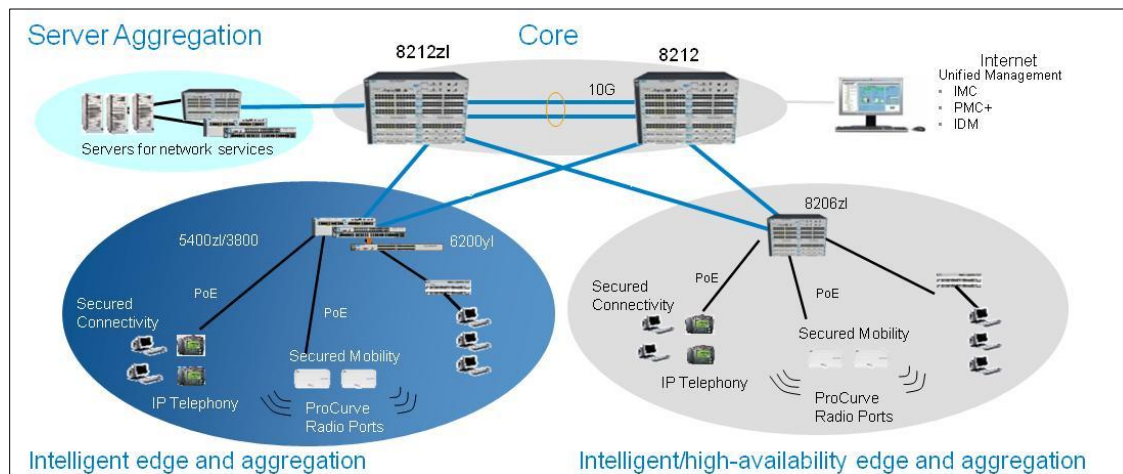 Server Aggregation
Core
8212zl
8212
10G
Internet
Unified Management
▪ IMC
▪ PMC+
▪ IDM
Servers for network services
5400zl/3800
6200yl
PoE
PoE
Secured
Connectivity
Secured Mobility
IP Telephony
ProCurve
Radio Ports
Intelligent edge and aggregation
8206zl
PoE
PoE
Secured
Connectivity
Secured Mobility
IP Telephony
ProCurve
Radio Ports
Intelligent/high-availability edge and aggregation